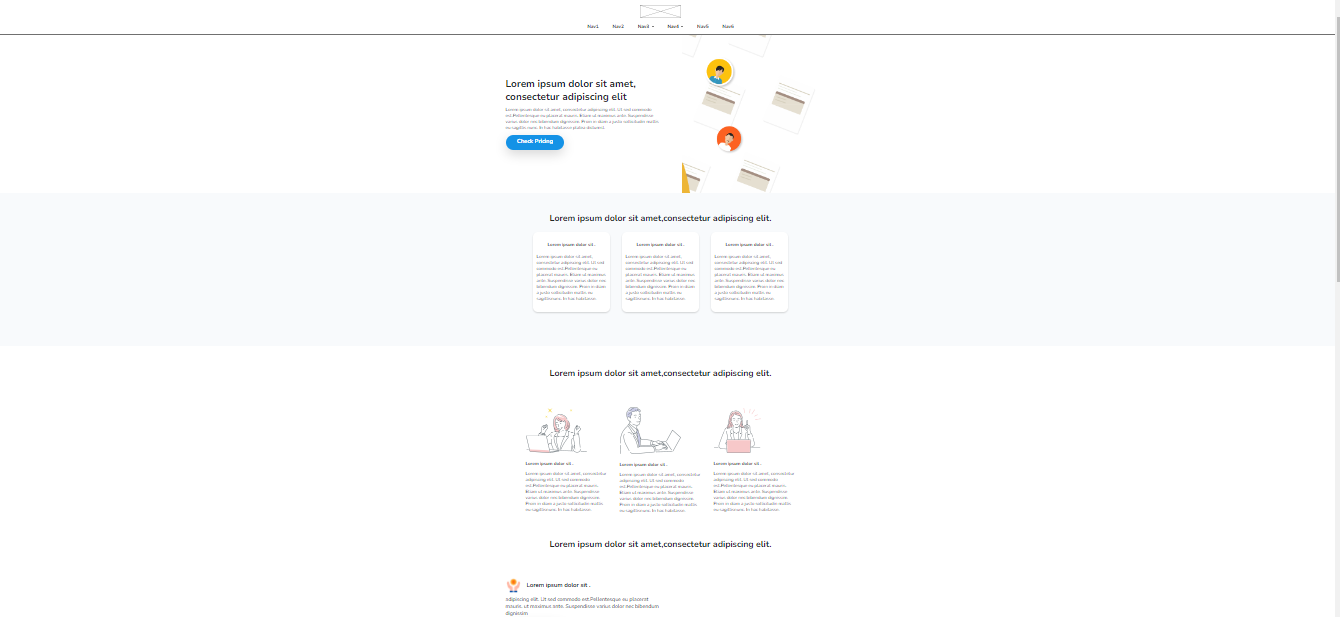 Nav1 Nav2 Nav3 Nav4 Nav5 Nav6
Lorem ipsum dolor sit amet,
consectetur adipiscing elit
Lorem ipsum dolor sit amet, consectetur adipiscing elit. Ut sed commodo
est.Pellentesque eu placerat mauris. Etiam ut maximus ante. Suspendisse
varius dolor nec bibendum dignissim. Proin in diam a justo sollicitudin mattis
eu sagittis nunc. In hac habitasse platea dictumst.
Check Pricing
Lorem ipsum dolor sit amet,consectetur adipiscing elit.
Lorem ipsum dolor sit .
Lorem ipsum dolor sit amet,
consectetur adipiscing elit. Ut sed
commodo est.Pellentesque eu
placerat mauris. Etiam ut maximus
ante. Suspendisse varius dolor nec
bibendum dignissim. Proin in diam
a justo sollicitudin mattis eu
sagittisnunc. In hac habitasse
Lorem ipsum dolor sit .
Lorem ipsum dolor sit amet,
consectetur adipiscing elit. Ut sed
commodo est.Pellentesque eu
placerat mauris. Etiam ut maximus
ante. Suspendisse varius dolor nec
bibendum dignissim. Proin in diam
a justo sollicitudin mattis eu
sagittisnunc. In hac habitasse
Lorem ipsum dolor sit .
Lorem ipsum dolor sit amet,
consectetur adipiscing elit. Ut sed
commodo est.Pellentesque eu
placerat mauris. Etiam ut maximus
ante. Suspendisse varius dolor nec
bibendum dignissim. Proin in diam
a justo sollicitudin mattis eu
sagittisnunc. In hac habitasse
Lorem ipsum dolor sit amet,consectetur adipiscing elit.
Lorem ipsum dolor sit .
Lorem ipsum dolor sit amet, consectetur
adipiscing elit. Ut sed commodo
est.Pellentesque eu placerat mauris.
Etiam ut maximus ante. Suspendisse
varius dolor nec bibendum dignissim.
Proin in diam a justo sollicitudin mattis
eu sagittisnunc. In hac habitasse
Lorem ipsum dolor sit .
Lorem ipsum dolor sit amet, consectetur
adipiscing elit. Ut sed commodo
est.Pellentesque eu placerat mauris.
Etiam ut maximus ante. Suspendisse
varius dolor nec bibendum dignissim.
Proin in diam a justo sollicitudin mattis
eu sagittisnunc. In hac habitasse
Lorem ipsum dolor sit .
Lorem ipsum dolor sit amet, consectetur
adipiscing elit. Ut sed commodo
est.Pellentesque eu placerat mauris.
Etiam ut maximus ante. Suspendisse
varius dolor nec bibendum dignissim.
Proin in diam a justo sollicitudin mattis
eu sagittisnunc. In hac habitasse
Lorem ipsum dolor sit amet,consectetur adipiscing elit.
Lorem ipsum dolor sit .
adipiscing elit. Ut sed commodo est.Pellentesque eu placerat
mauris. ut maximus ante. Suspendisse varius dolor nec bibendum
dignissim